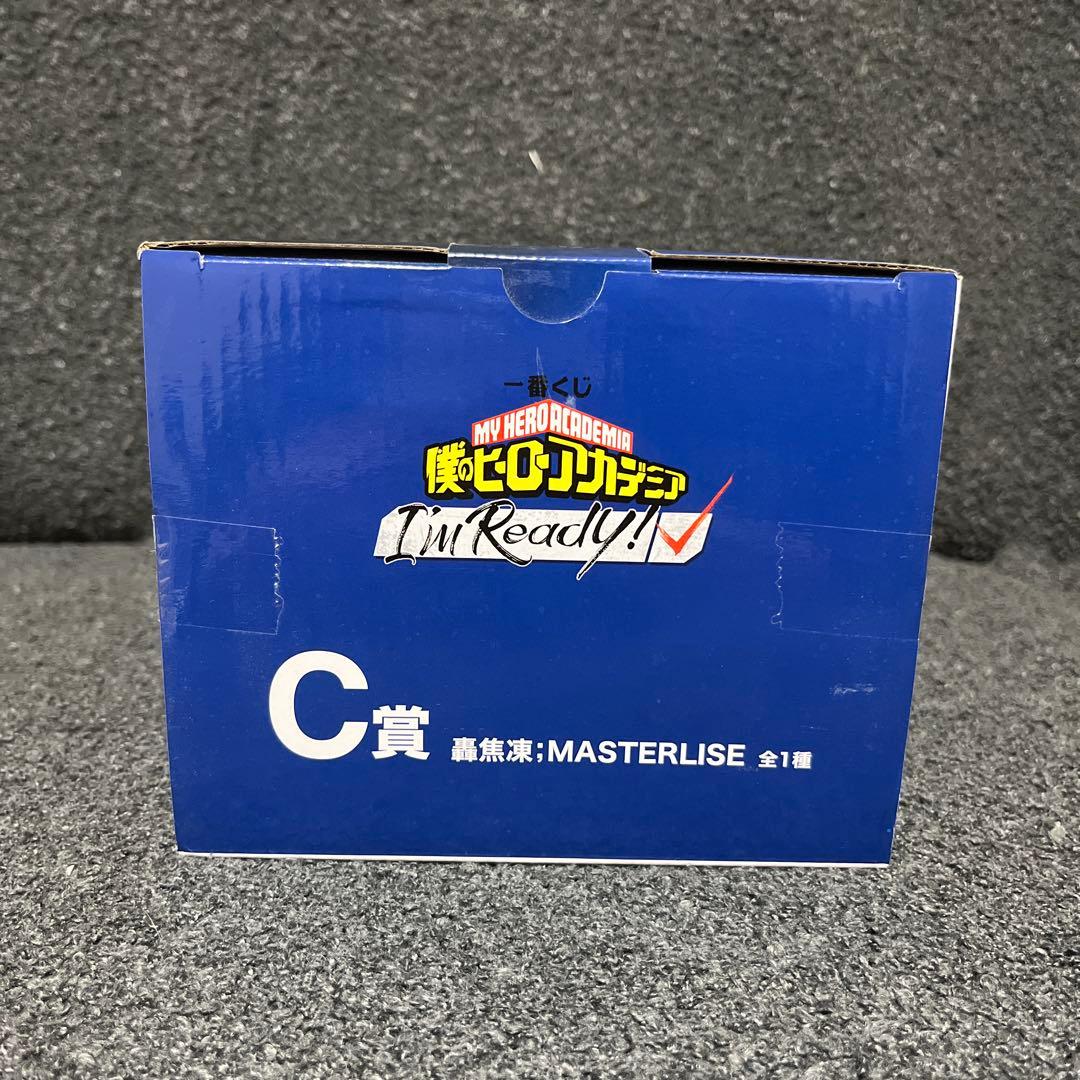 一番くじ
MY HERO ACADEMIA
僕のヒーローアカデミア
I'm Ready!
C賞 轟焦凍;MASTERLISE 全1種